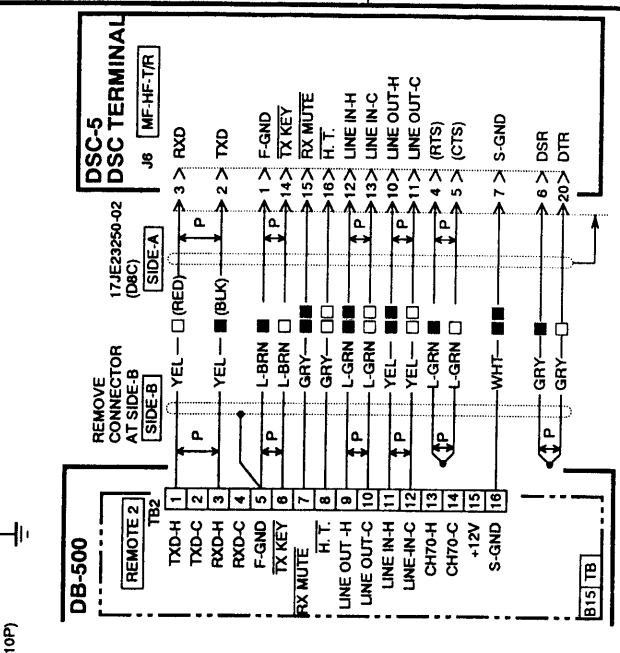 DSC-5
DSC TERMINAL
J6
MF-HF-T/R
3 RXD
2 TXD
1 F-GND
14 TX KEY
15 RX MUTE
16 H. T.
12 LINE IN-H
13 LINE IN-C
10 LINE OUT-H
11 LINE OUT-C
4 (RTS)
5 (CTS)
7 S-GND
6 DSR
20 DTR
17JE23250-02
(D8C)
SIDE-A
P
P
P
P
P
P
REMOVE
CONNECTOR
AT SIDE-B
SIDE-B
YEL (RED)
YEL (BLK)
L-BRN
L-BRN
GRY
GRY
L-GRN
L-GRN
YEL
YEL
L-GRN
L-GRN
WHT
GRY
GRY
P
P
P
P
P
P
DB-500
REMOTE 2
TB2
1 TXD-H
2 TXD-C
3 RXD-H
4 RXD-C
5 F-GND
6 TX KEY
7 RX MUTE
8 H. T.
9 LINE OUT -H
10 LINE OUT-C
11 LINE IN-H
12 LINE-IN-C
13 CH70-H
14 CH70-C
15 +12V
16 S-GND
B15 TB
10P)